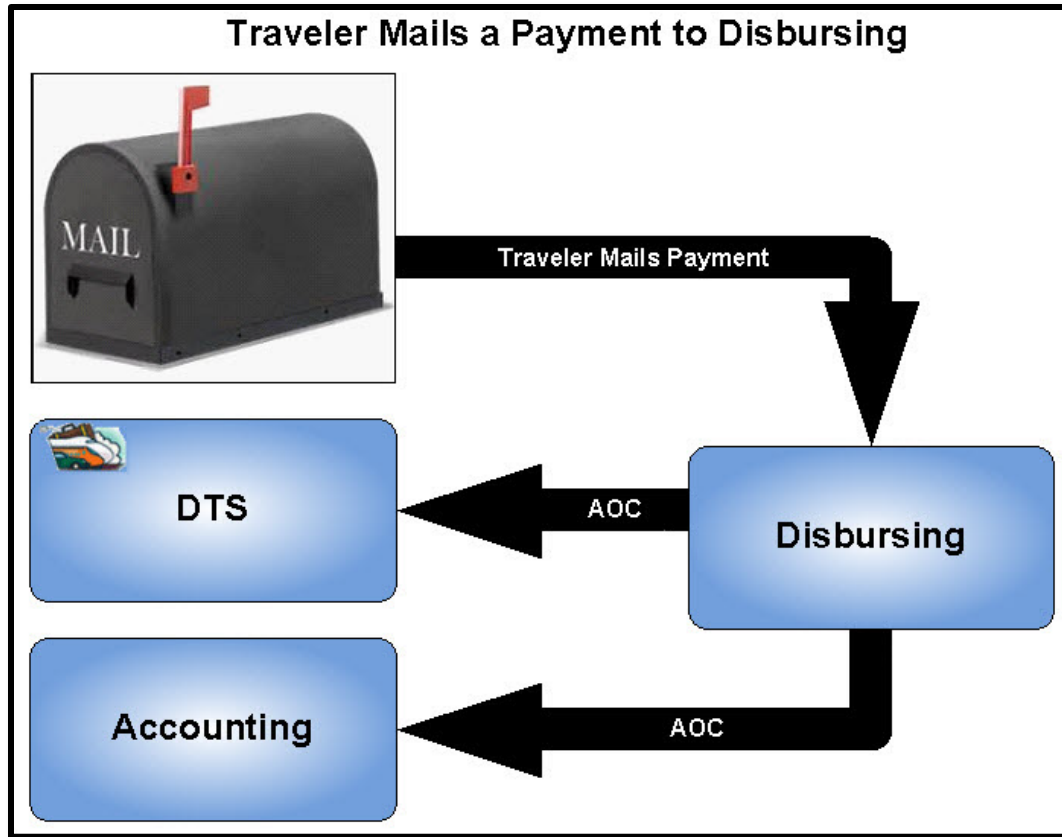 Traveler Mails a Payment to Disbursing
MAIL
Traveler Mails Payment
DTS
AOC
Disbursing
Accounting
AOC